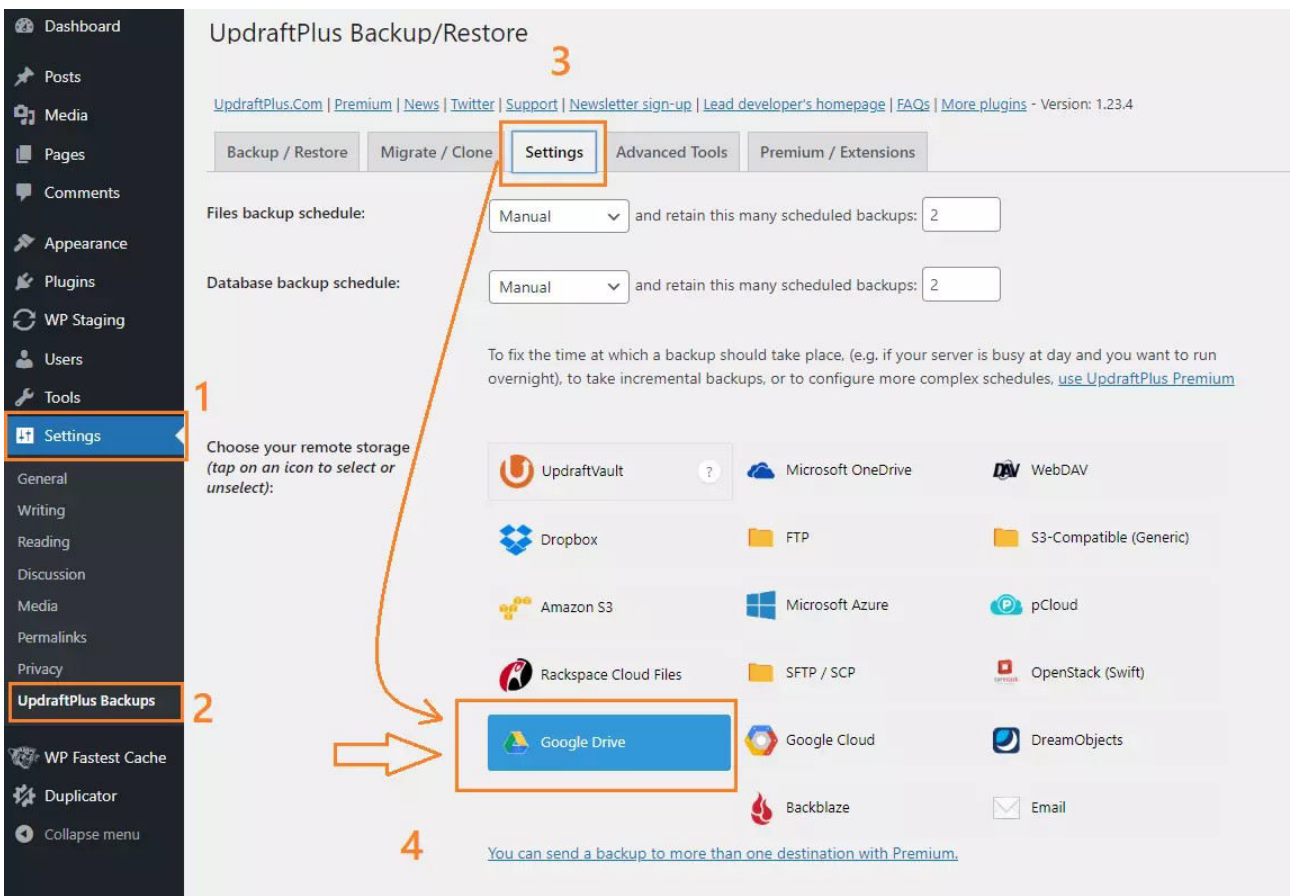 Dashboard
Posts
Media
Pages
Comments
Appearance
Plugins
WP Staging
Users
Tools
1
Settings
General
Writing
Reading
Discussion
Media
Permalinks
Privacy
UpdraftPlus Backups
2
WP Fastest Cache
Duplicator
Collapse menu
UpdraftPlus Backup/Restore
3
UpdraftPlus.Com | Premium | News | Twitter | Support | Newsletter sign-up | Lead developer's homepage | FAQs | More plugins - Version: 1.23.4
Backup / Restore Migrate / Clone Settings Advanced Tools Premium / Extensions
Files backup schedule: Manual and retain this many scheduled backups: 2
Database backup schedule: Manual and retain this many scheduled backups: 2
To fix the time at which a backup should take place, (e.g. if your server is busy at day and you want to run
overnight), to take incremental backups, or to configure more complex schedules, use UpdraftPlus Premium
Choose your remote storage
(tap on an icon to select or
unselect):
UpdraftVault ? Microsoft OneDrive DAV WebDAV
Dropbox FTP S3-Compatible (Generic)
Amazon S3 Microsoft Azure P pCloud
Rackspace Cloud Files SFTP / SCP OpenStack (Swift)
Google Drive Google Cloud DreamObjects
Backblaze Email
4
You can send a backup to more than one destination with Premium.